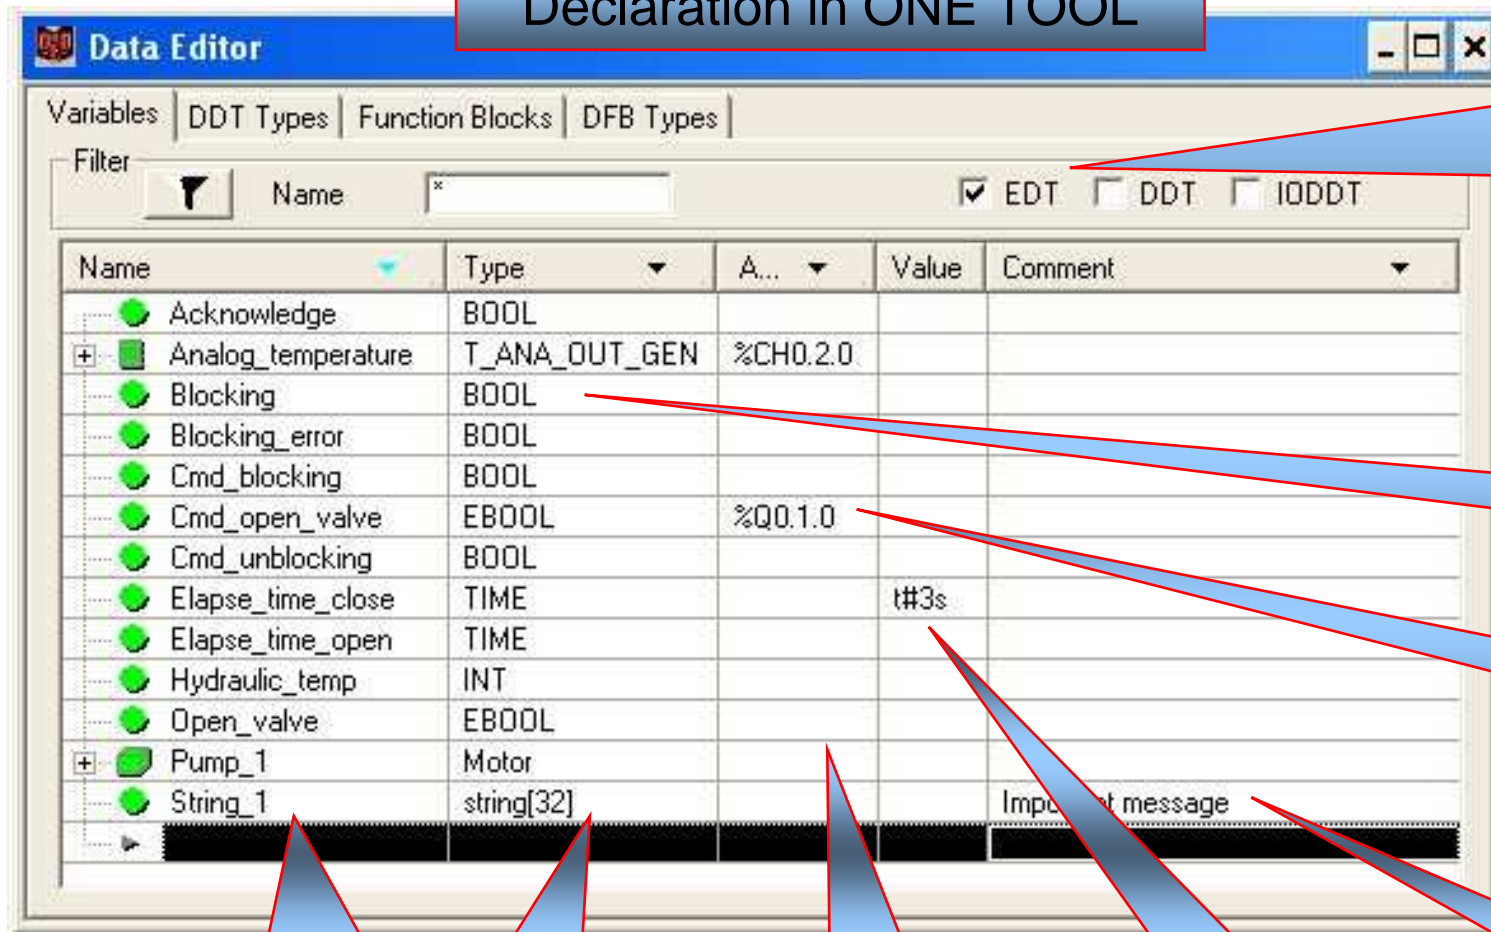 Declaration in ONE TOOL
Data Editor
Variables DDT Types Function Blocks DFB Types
Filter
Name * EDT DDT IODDT
Name Type A... Value Comment
Acknowledge BOOL
Analog_temperature T_ANA_OUT_GEN %CH0.2.0
Blocking BOOL
Blocking_error BOOL
Cmd_blocking BOOL
Cmd_open_valve EBOOL %Q0.1.0
Cmd_unblocking BOOL
Elapse_time_close TIME t#3s
Elapse_time_open TIME
Hydraulic_temp INT
Open_valve EBOOL
Pump_1 Motor
String_1 string[32] Important message